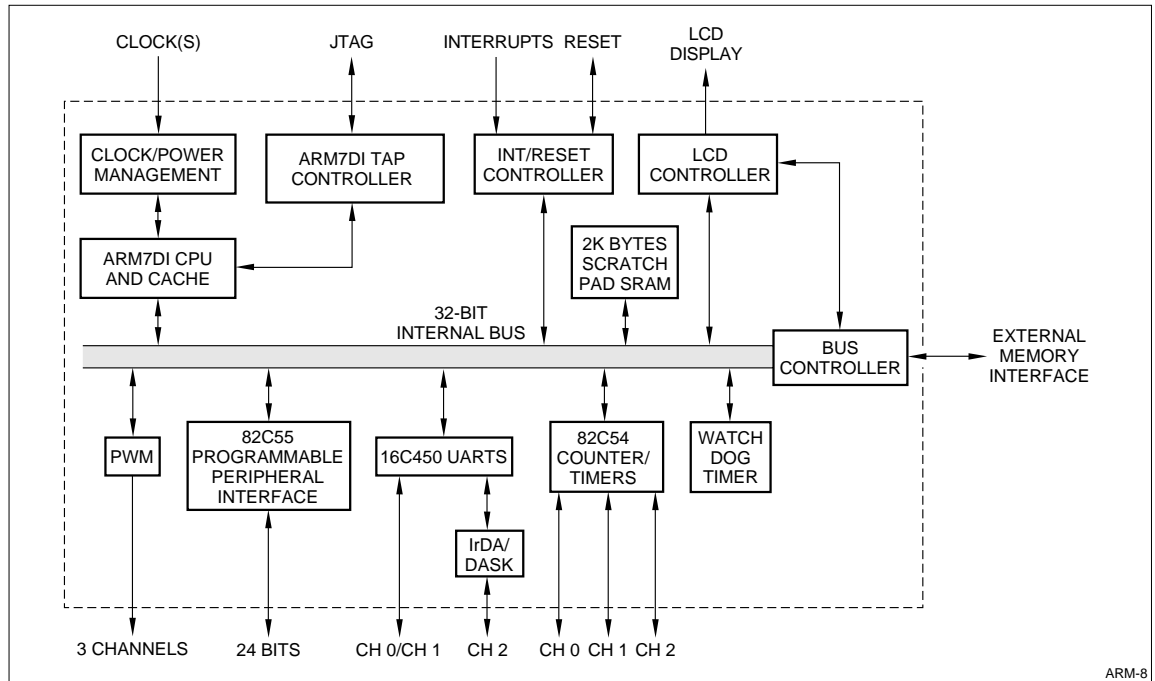 CLOCK(S)
JTAG
INTERRUPTS
RESET
LCD
DISPLAY
CLOCK/POWER
MANAGEMENT
ARM7DI TAP
CONTROLLER
INT/RESET
CONTROLLER
LCD
CONTROLLER
ARM7DI CPU
AND CACHE
2K BYTES
SCRATCH
PAD SRAM
32-BIT
INTERNAL BUS
BUS
CONTROLLER
EXTERNAL
MEMORY
INTERFACE
PWM
82C55
PROGRAMMABLE
PERIPHERAL
INTERFACE
16C450 UARTS
82C54
COUNTER/
TIMERS
WATCH
DOG
TIMER
IrDA/
DASK
3 CHANNELS
24 BITS
CH 0/CH 1
CH 2
CH 0
CH 1
CH 2
ARM-8